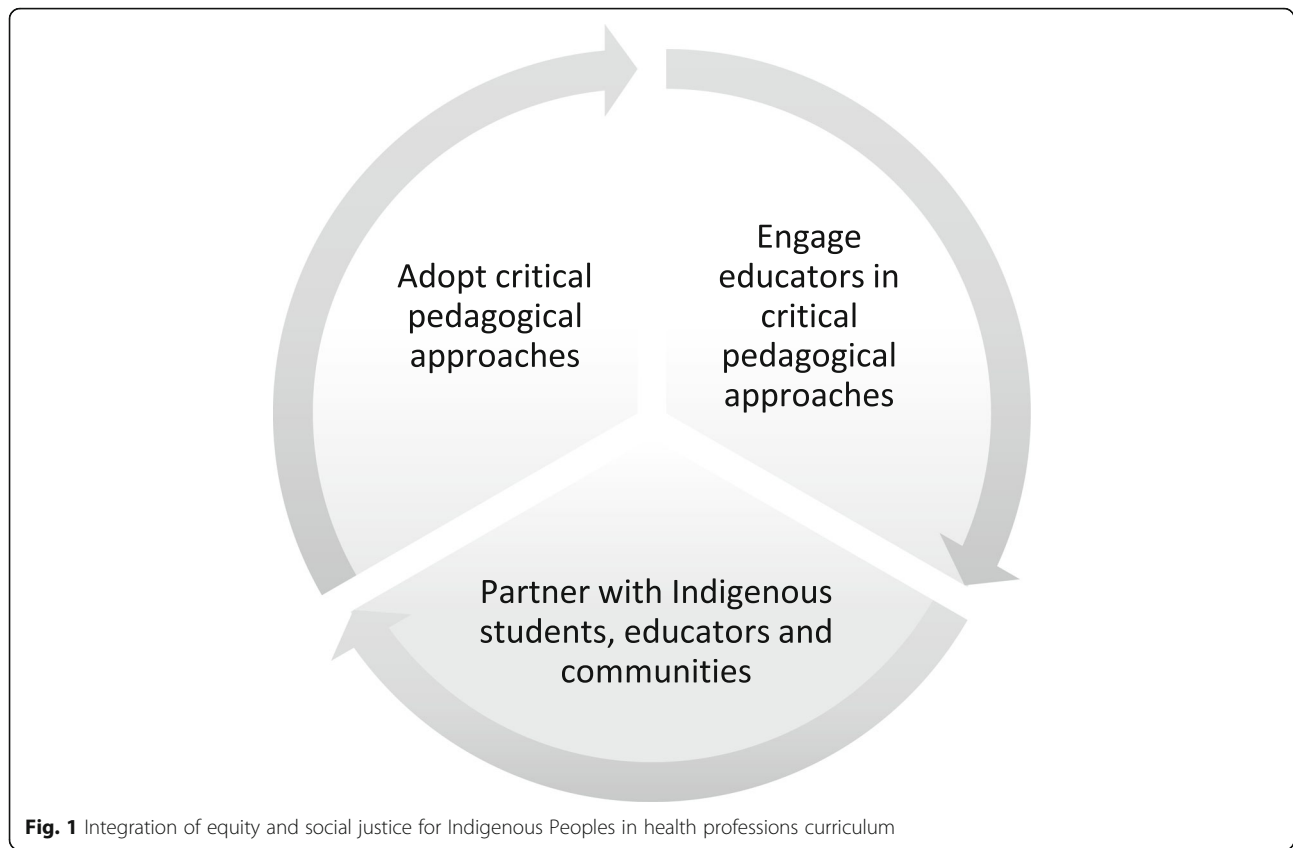 Adopt critical
pedagogical
approaches
Engage
educators in
critical
pedagogical
approaches
Partner with Indigenous
students, educators and
communities
Fig. 1 Integration of equity and social justice for Indigenous Peoples in health professions curriculum